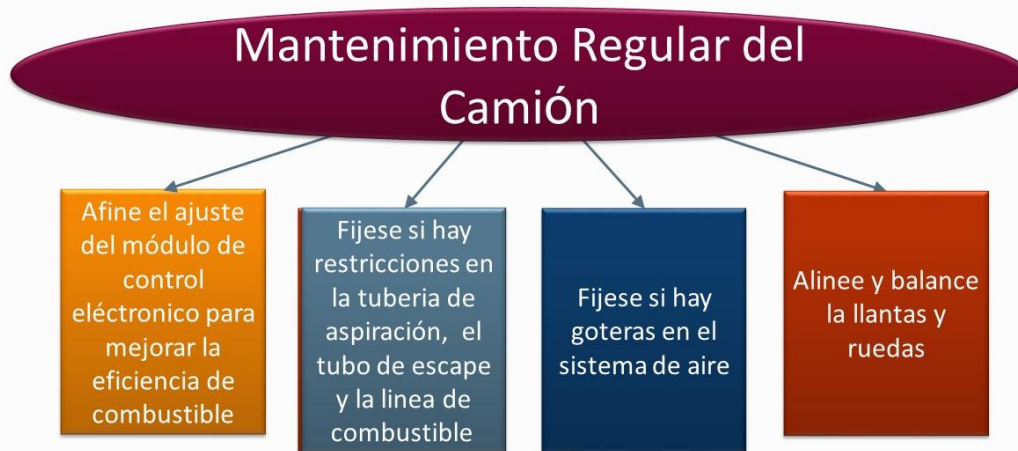 Mantenimiento Regular del
Camión
Afine el ajuste
del módulo de
control
eléctronico para
mejorar la
eficiencia de
combustible
Fijese si hay
restricciones en
la tuberia de
aspiración, el
tubo de escape
y la linea de
combustible
Fijese si hay
goteras en el
sistema de aire
Alinee y balance
la llantas y
ruedas